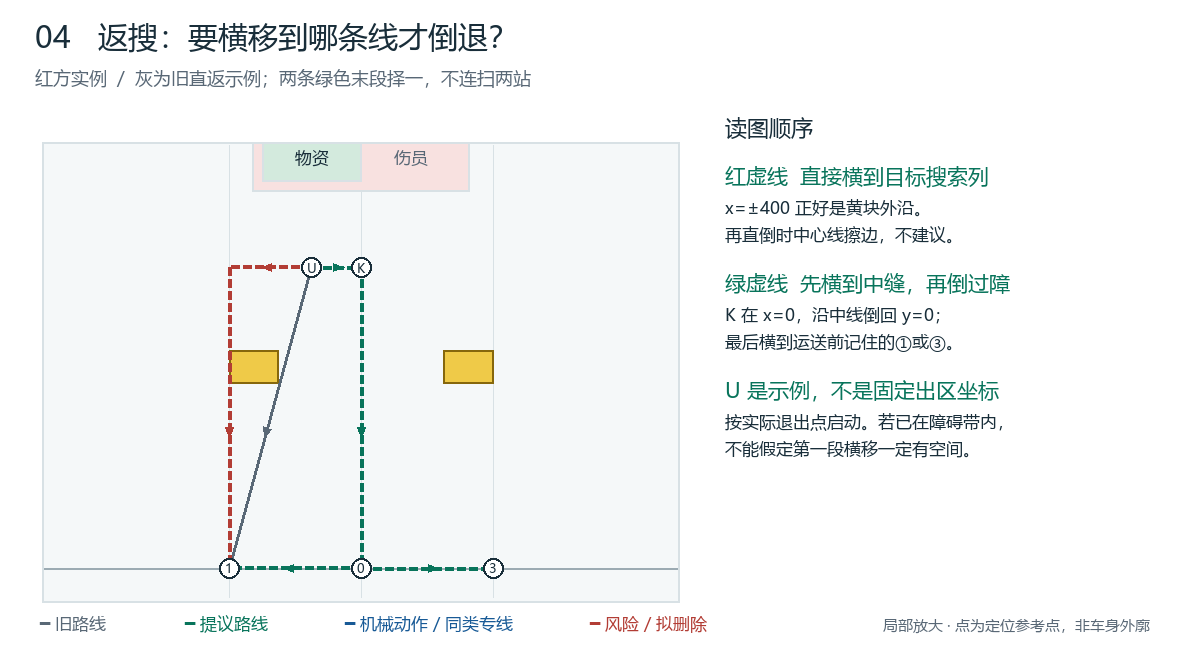 04 返搜：要横移到哪条线才倒退？
红方实例 / 灰为旧直返示例；两条绿色末段择一，不连扫两站
物资
伤员
U
K
1
0
3
读图顺序
红虚线 直接横到目标搜索列
x=±400 正好是黄块外沿。
再直倒时中心线擦边，不建议。
绿虚线 先横到中缝，再倒过障
K 在 x=0，沿中线倒回 y=0；
最后横到运送前记住的①或③。
U 是示例，不是固定出区坐标
按实际退出点启动。若已在障碍带内，
不能假定第一段横移一定有空间。
旧路线
提议路线
机械动作 / 同类专线
风险 / 拟删除
局部放大 · 点为定位参考点，非车身外廓